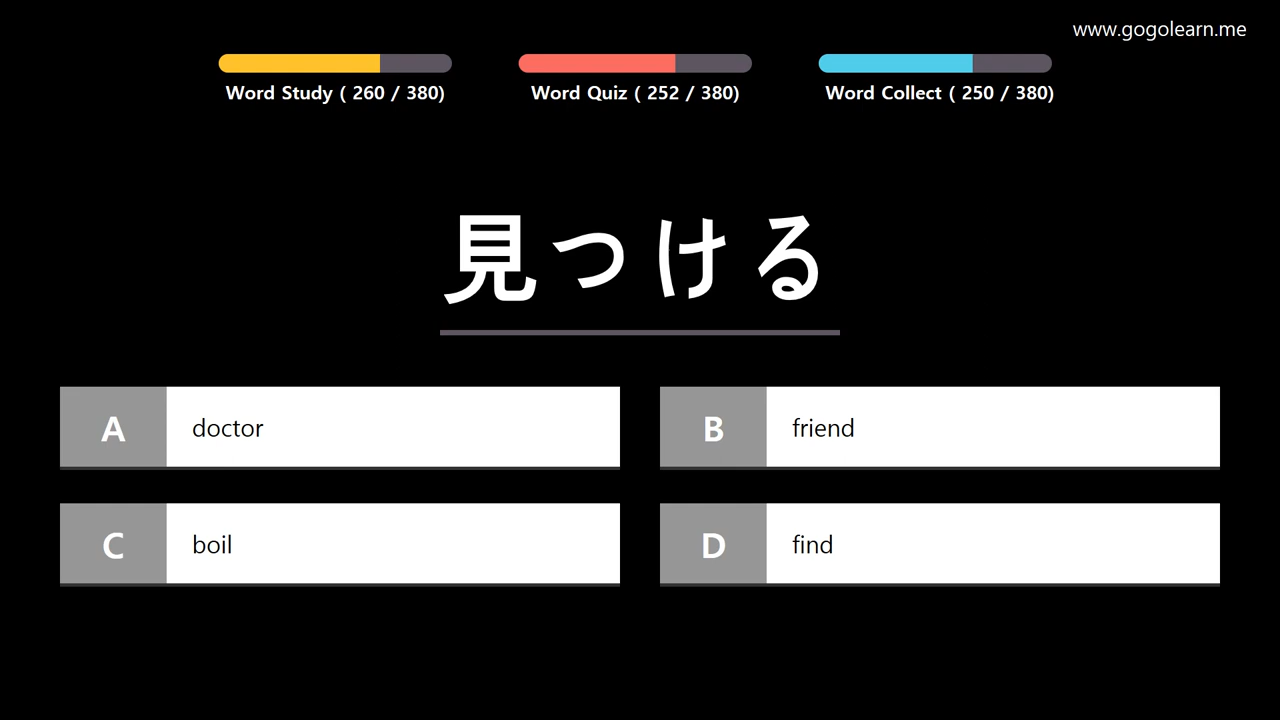 www.gogolearn.me
Word Study ( 260 / 380)
Word Quiz ( 252 / 380)
Word Collect ( 250 / 380)
見つける
A doctor
B friend
C boil
D find